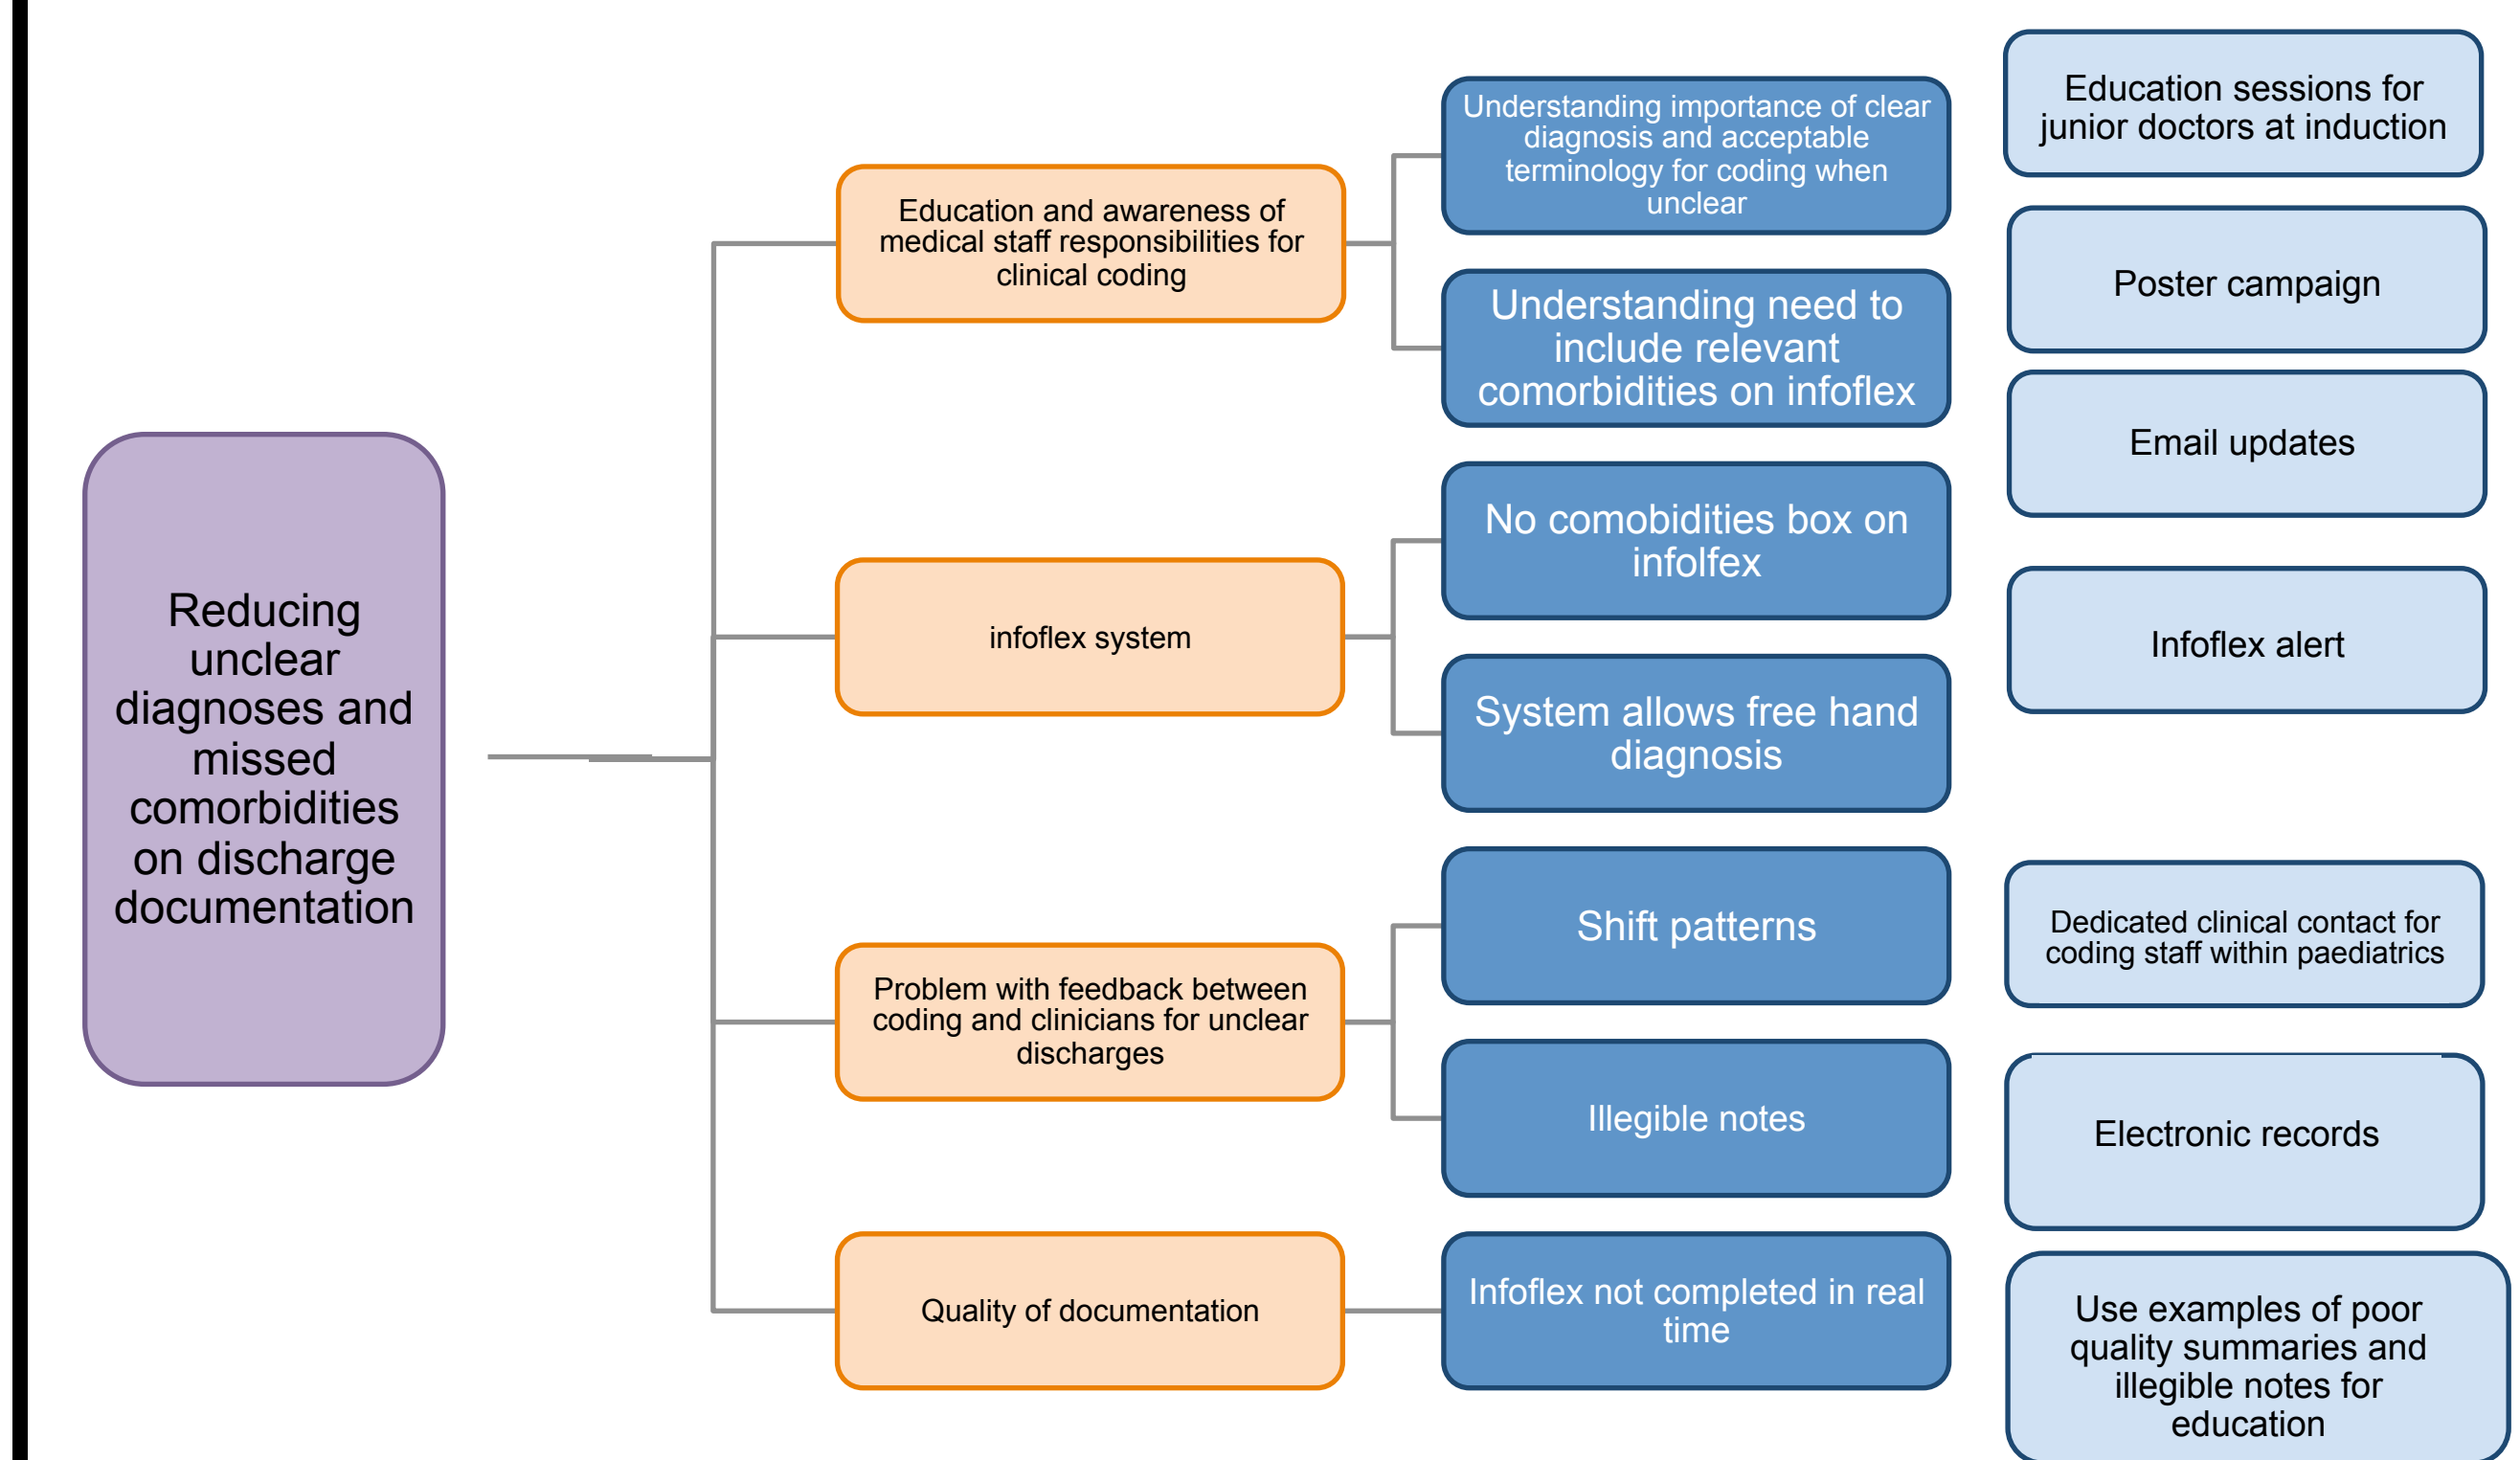 Reducing
unclear
diagnoses and
missed
comorbidities
on discharge
documentation
Education and awareness of
medical staff responsibilities for
clinical coding
infoflex system
Problem with feedback between
coding and clinicians for unclear
discharges
Quality of documentation
Understanding importance of clear
diagnosis and acceptable
terminology for coding when
unclear
Understanding need to
include relevant
comorbidities on infoflex
No comobidities box on
infolfex
System allows free hand
diagnosis
Shift patterns
Illegible notes
Infoflex not completed in real
time
Education sessions for
junior doctors at induction
Poster campaign
Email updates
Infoflex alert
Dedicated clinical contact for
coding staff within paediatrics
Electronic records
Use examples of poor
quality summaries and
illegible notes for
education